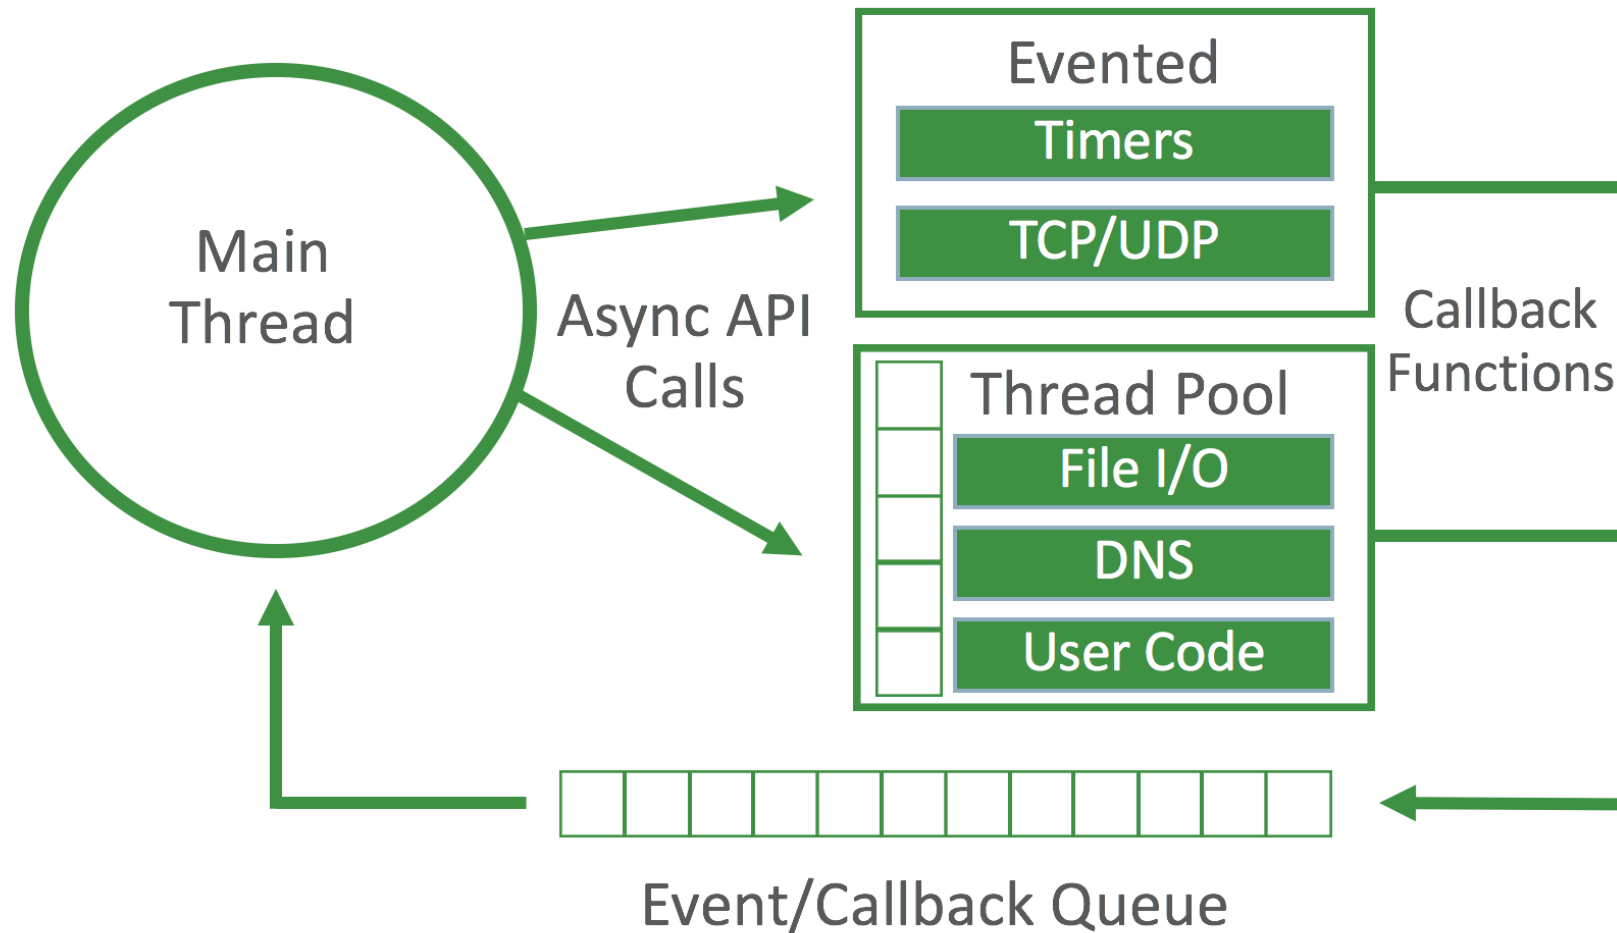 Main
Thread
Async API
Calls
Evented
Timers
TCP/UDP
Thread Pool
File I/O
DNS
User Code
Callback
Functions
Event/Callback Queue